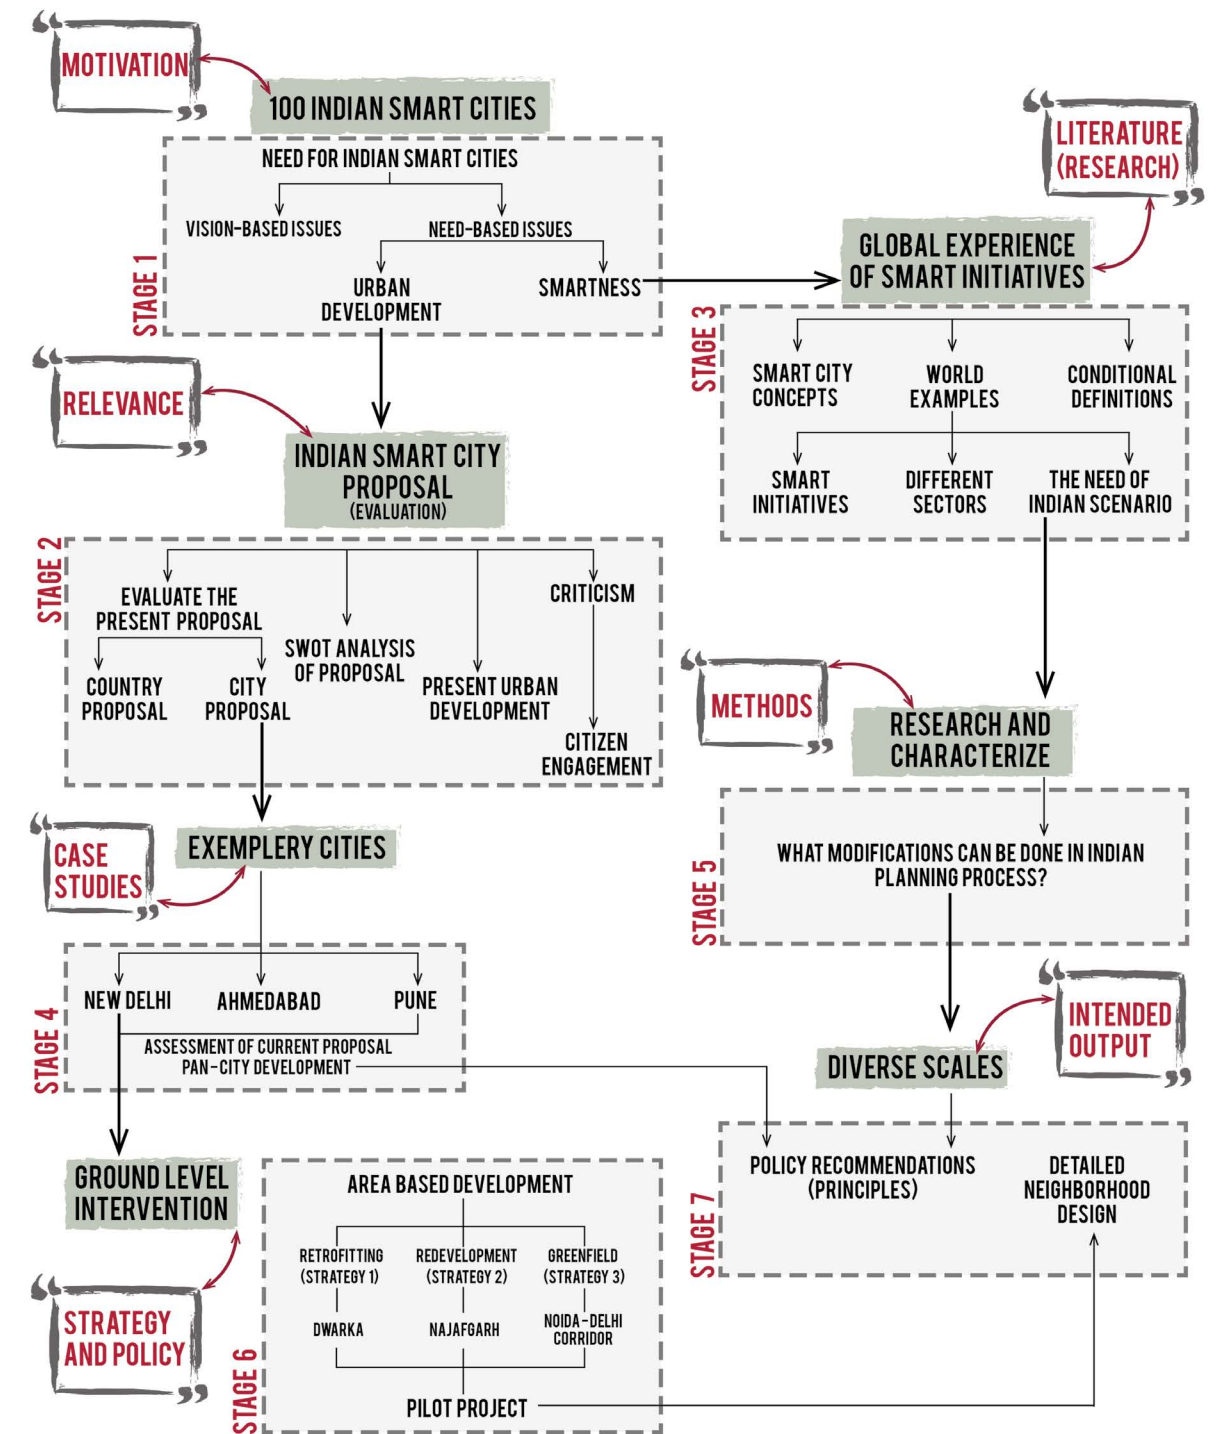 MOTIVATION
100 INDIAN SMART CITIES
STAGE 1
NEED FOR INDIAN SMART CITIES
VISION-BASED ISSUES
NEED-BASED ISSUES
URBAN
DEVELOPMENT
SMARTNESS
LITERATURE
(RESEARCH)
GLOBAL EXPERIENCE
OF SMART INITIATIVES
STAGE 3
SMART CITY
CONCEPTS
WORLD
EXAMPLES
CONDITIONAL
DEFINITIONS
SMART
INITIATIVES
DIFFERENT
SECTORS
THE NEED OF
INDIAN SCENARIO
RELEVANCE
INDIAN SMART CITY
PROPOSAL
(EVALUATION)
STAGE 2
EVALUATE THE
PRESENT PROPOSAL
COUNTRY
PROPOSAL
CITY
PROPOSAL
SWOT ANALYSIS
OF PROPOSAL
PRESENT URBAN
DEVELOPMENT
CRITICISM
CITIZEN
ENGAGEMENT
METHODS
RESEARCH AND
CHARACTERIZE
STAGE 5
WHAT MODIFICATIONS CAN BE DONE IN INDIAN
PLANNING PROCESS?
CASE
STUDIES
EXEMPLERY CITIES
STAGE 4
NEW DELHI
AHMEDABAD
PUNE
ASSESSMENT OF CURRENT PROPOSAL
PAN-CITY DEVELOPMENT
INTENDED
OUTPUT
DIVERSE SCALES
STAGE 7
POLICY RECOMMENDATIONS
(PRINCIPLES)
DETAILED
NEIGHBORHOOD
DESIGN
GROUND LEVEL
INTERVENTION
STRATEGY
AND POLICY
STAGE 6
AREA BASED DEVELOPMENT
RETROFITTING
(STRATEGY 1)
REDEVELOPMENT
(STRATEGY 2)
GREENFIELD
(STRATEGY 3)
DWARKA
NAJAFGARH
NOIDA-DELHI
CORRIDOR
PILOT PROJECT